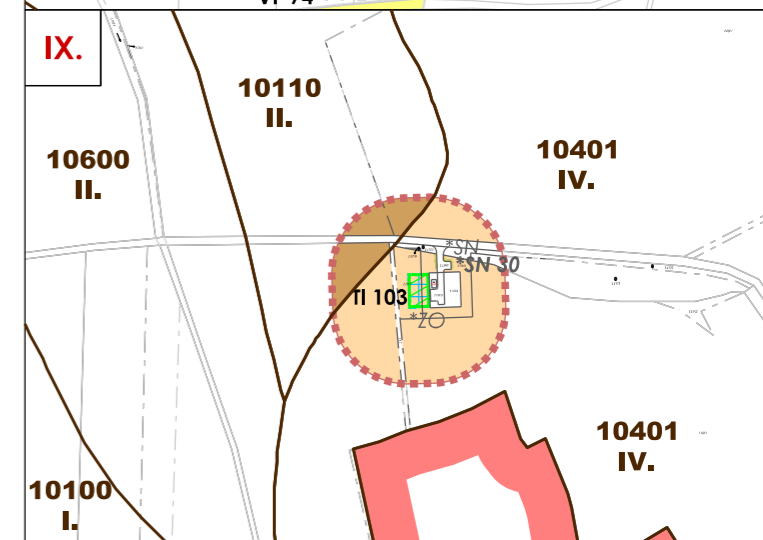 IX.
10110
II.
10401
IV.
10600
II.
*SN
*SN 30
TI 103
*ZO
10401
IV.
10100
I.